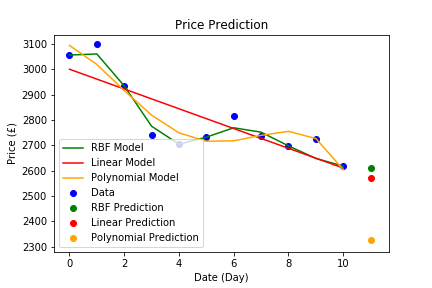 Price Prediction
3100
3000
2900
2800
2700
2600
2500
2400
2300
Price (£)
RBF Model
Linear Model
Polynomial Model
Data
RBF Prediction
Linear Prediction
Polynomial Prediction
0 2 4 6 8 10
Date (Day)